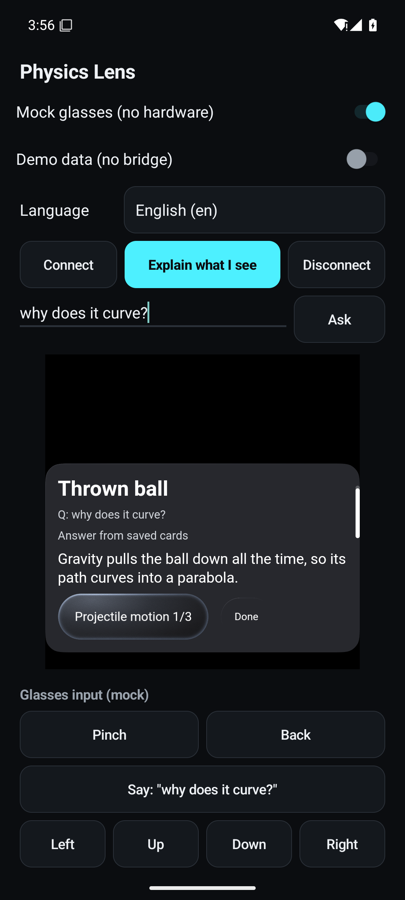 3:56
Physics Lens
Mock glasses (no hardware)
Demo data (no bridge)
Language
English (en)
Connect
Explain what I see
Disconnect
why does it curve?
Ask
Thrown ball
Q: why does it curve?
Answer from saved cards
Gravity pulls the ball down all the time, so its
path curves into a parabola.
Projectile motion 1/3
Done
Glasses input (mock)
Pinch
Back
Say: "why does it curve?"
Left
Up
Down
Right